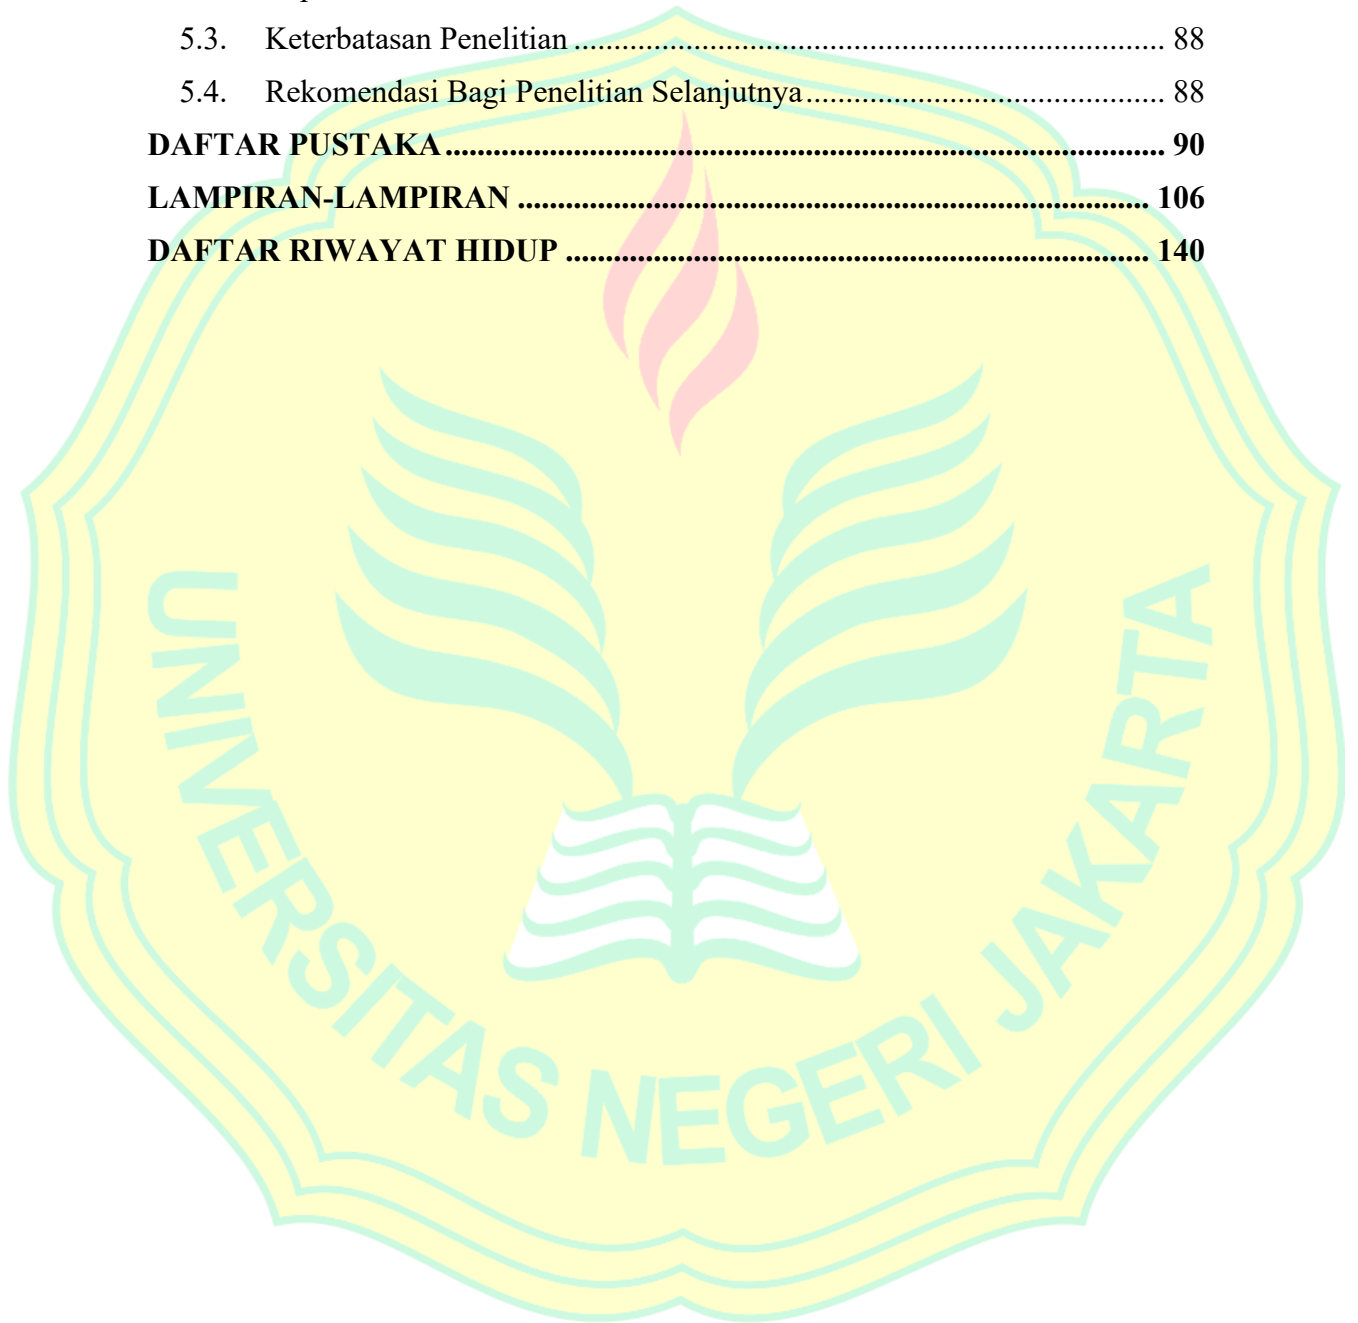 5.3. Keterbatasan Penelitian ........................................................................... 88
5.4. Rekomendasi Bagi Penelitian Selanjutnya ............................................. 88
DAFTAR PUSTAKA ........................................................................................... 90
LAMPIRAN-LAMPIRAN ................................................................................ 106
DAFTAR RIWAYAT HIDUP .......................................................................... 140
UNIVERSITAS NEGERI JAKARTA